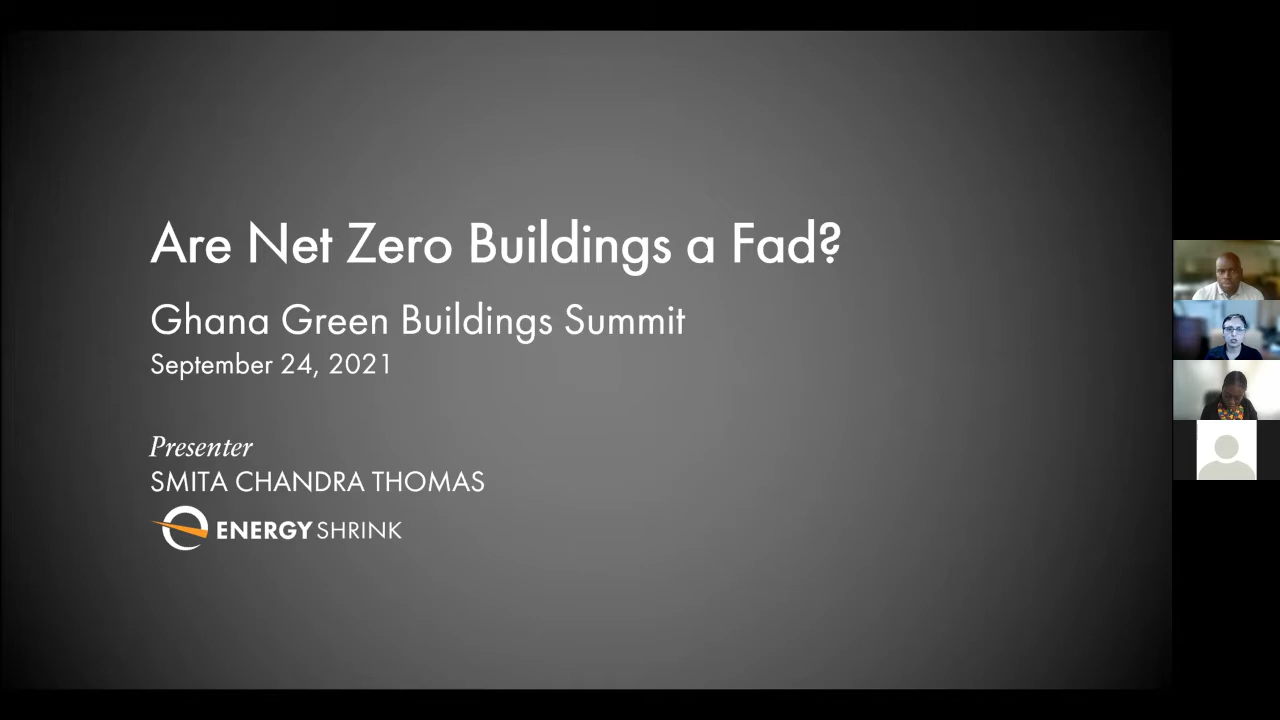 Are Net Zero Buildings a Fad?
Ghana Green Buildings Summit
September 24, 2021
Presenter
SMITA CHANDRA THOMAS
ENERGY SHRINK